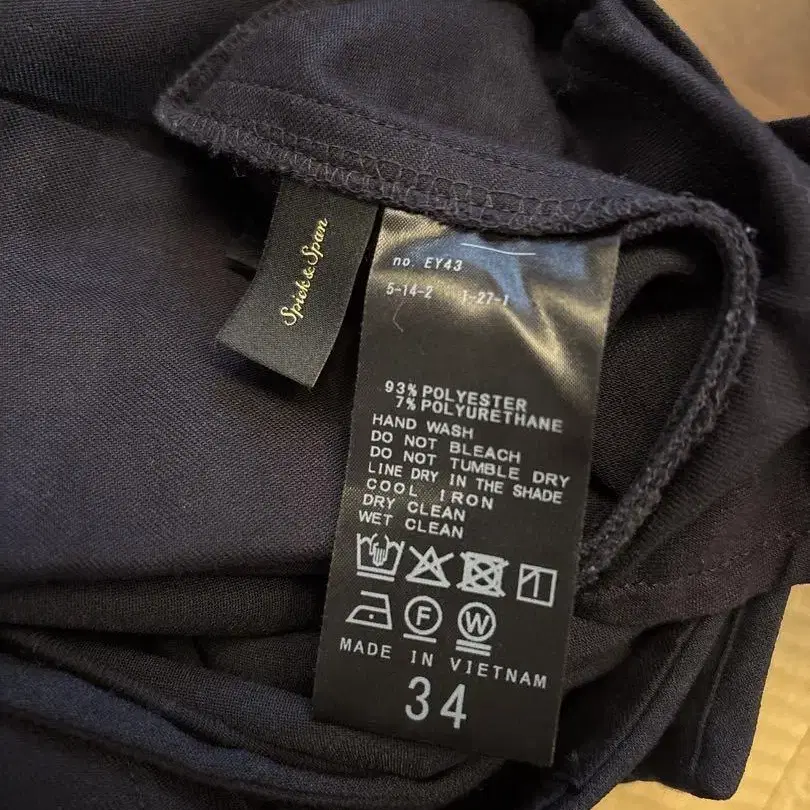 Spick & Span
no. EY43
5-14-2 1-27-1
93% POLYESTER
7% POLYURETHANE
HAND WASH
DO NOT BLEACH
DO NOT TUMBLE DRY
LINE DRY IN THE SHADE
COOL IRON
DRY CLEAN
WET CLEAN
F W
MADE IN VIETNAM
34